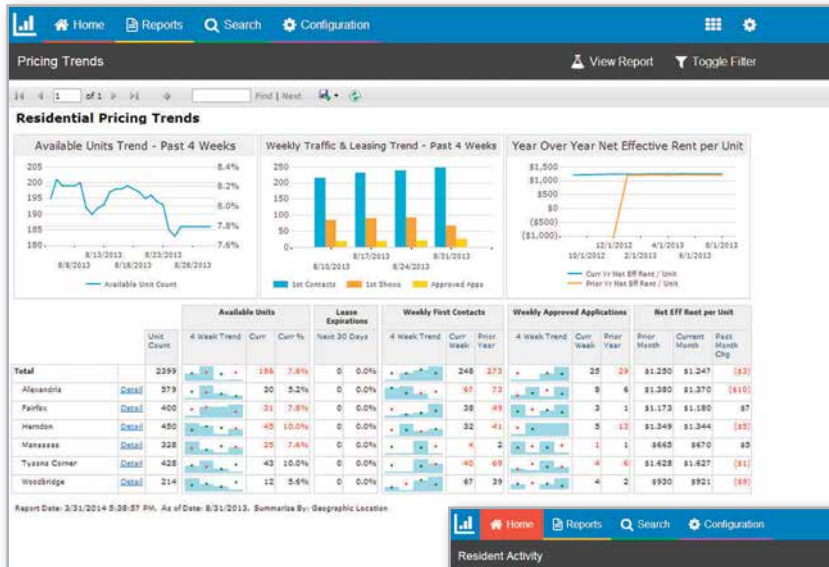 Home Reports Search Configuration
Pricing Trends View Report Toggle Filter
1 of 1 Find | Next
Residential Pricing Trends
Available Units Trend - Past 4 Weeks
205
200
195
190
185
180
8.4%
8.2%
8.0%
7.8%
7.6%
8/13/2013 8/23/2013
8/8/2013 8/18/2013 8/28/2013
Available Unit Count
Weekly Traffic & Leasing Trend - Past 4 Weeks
250
200
150
100
50
0
8/17/2013 8/31/2013
8/10/2013 8/24/2013
1st Contacts 1st Shows Approved Apps
Year Over Year Net Effective Rent per Unit
$1,500
$1,000
$500
$0
($500)
($1,000)
12/1/2012 4/1/2013 8/1/2013
10/1/2012 2/1/2013 6/1/2013
Curr Yr Net Eff Rent / Unit
Prior Yr Net Eff Rent / Unit
Available Units Lease Expirations Weekly First Contacts Weekly Approved Applications Net Eff Rent per Unit
Unit Count 4 Week Trend Curr Curr % Next 30 Days 4 Week Trend Curr Week Prior Year 4 Week Trend Curr Week Prior Year Prior Month Current Month Past Month Chg
Total 2399 186 7.8% 0 0.0% 248 273 25 29 $1,250 $1,247 ($3)
Alexandria Detail 579 30 5.2% 0 0.0% 67 73 8 6 $1,380 $1,370 ($10)
Fairfax Detail 400 31 7.8% 0 0.0% 38 49 3 1 $1,173 $1,180 $7
Herndon Detail 450 45 10.0% 0 0.0% 32 41 5 13 $1,349 $1,344 ($5)
Manassas Detail 328 25 7.6% 0 0.0% 4 2 1 1 $665 $670 $5
Tysons Corner Detail 428 43 10.0% 0 0.0% 40 69 4 6 $1,628 $1,627 ($1)
Woodbridge Detail 214 12 5.6% 0 0.0% 67 39 4 2 $930 $921 ($9)
Report Date: 3/31/2014 5:38:57 PM. As of Date: 8/31/2013. Summarize By: Geographic Location
Home Reports Search Configuration
Resident Activity